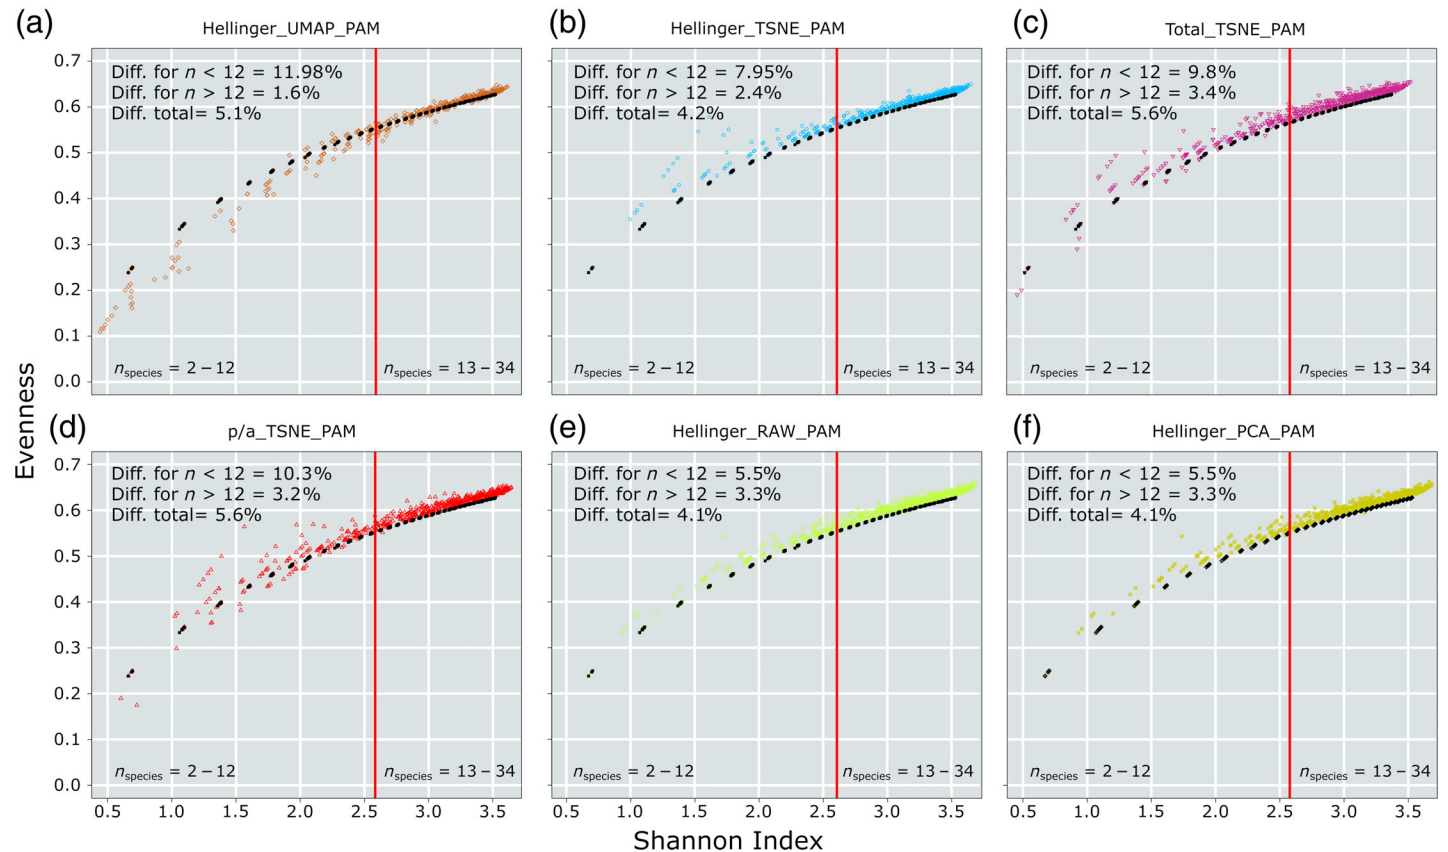 (a)
Hellinger_UMAP_PAM
(b)
Hellinger_TSNE_PAM
(c)
Total_TSNE_PAM
0.7
0.6
0.5
0.4
0.3
0.2
0.1
0.0
Diff. for n < 12 = 11.98%
Diff. for n > 12 = 1.6%
Diff. total= 5.1%
nspecies = 2 – 12
nspecies = 13 – 34
Diff. for n < 12 = 7.95%
Diff. for n > 12 = 2.4%
Diff. total= 4.2%
nspecies = 2 – 12
nspecies = 13 – 34
Diff. for n < 12 = 9.8%
Diff. for n > 12 = 3.4%
Diff. total= 5.6%
nspecies = 2 – 12
nspecies = 13 – 34
Evenness
(d)
p/a_TSNE_PAM
(e)
Hellinger_RAW_PAM
(f)
Hellinger_PCA_PAM
0.7
0.6
0.5
0.4
0.3
0.2
0.1
0.0
Diff. for n < 12 = 10.3%
Diff. for n > 12 = 3.2%
Diff. total= 5.6%
nspecies = 2 – 12
nspecies = 13 – 34
Diff. for n < 12 = 5.5%
Diff. for n > 12 = 3.3%
Diff. total= 4.1%
nspecies = 2 – 12
nspecies = 13 – 34
Diff. for n < 12 = 5.5%
Diff. for n > 12 = 3.3%
Diff. total= 4.1%
nspecies = 2 – 12
nspecies = 13 – 34
0.5 1.0 1.5 2.0 2.5 3.0 3.5
0.5 1.0 1.5 2.0 2.5 3.0 3.5
0.5 1.0 1.5 2.0 2.5 3.0 3.5
Shannon Index